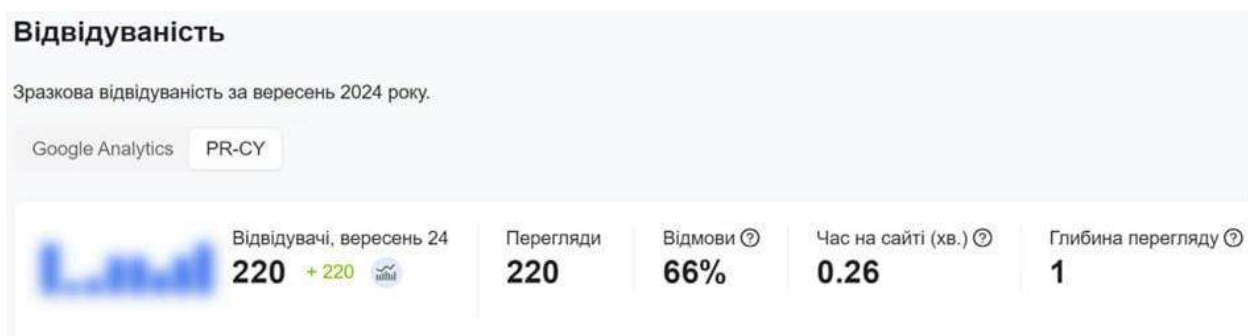 Відвідуваність
Зразкова відвідуваність за вересень 2024 року.
Google Analytics PR-CY
Відвідувачі, вересень 24 Перегляди Відмови Час на сайті (хв.) Глибина перегляду
220 + 220 220 66% 0.26 1